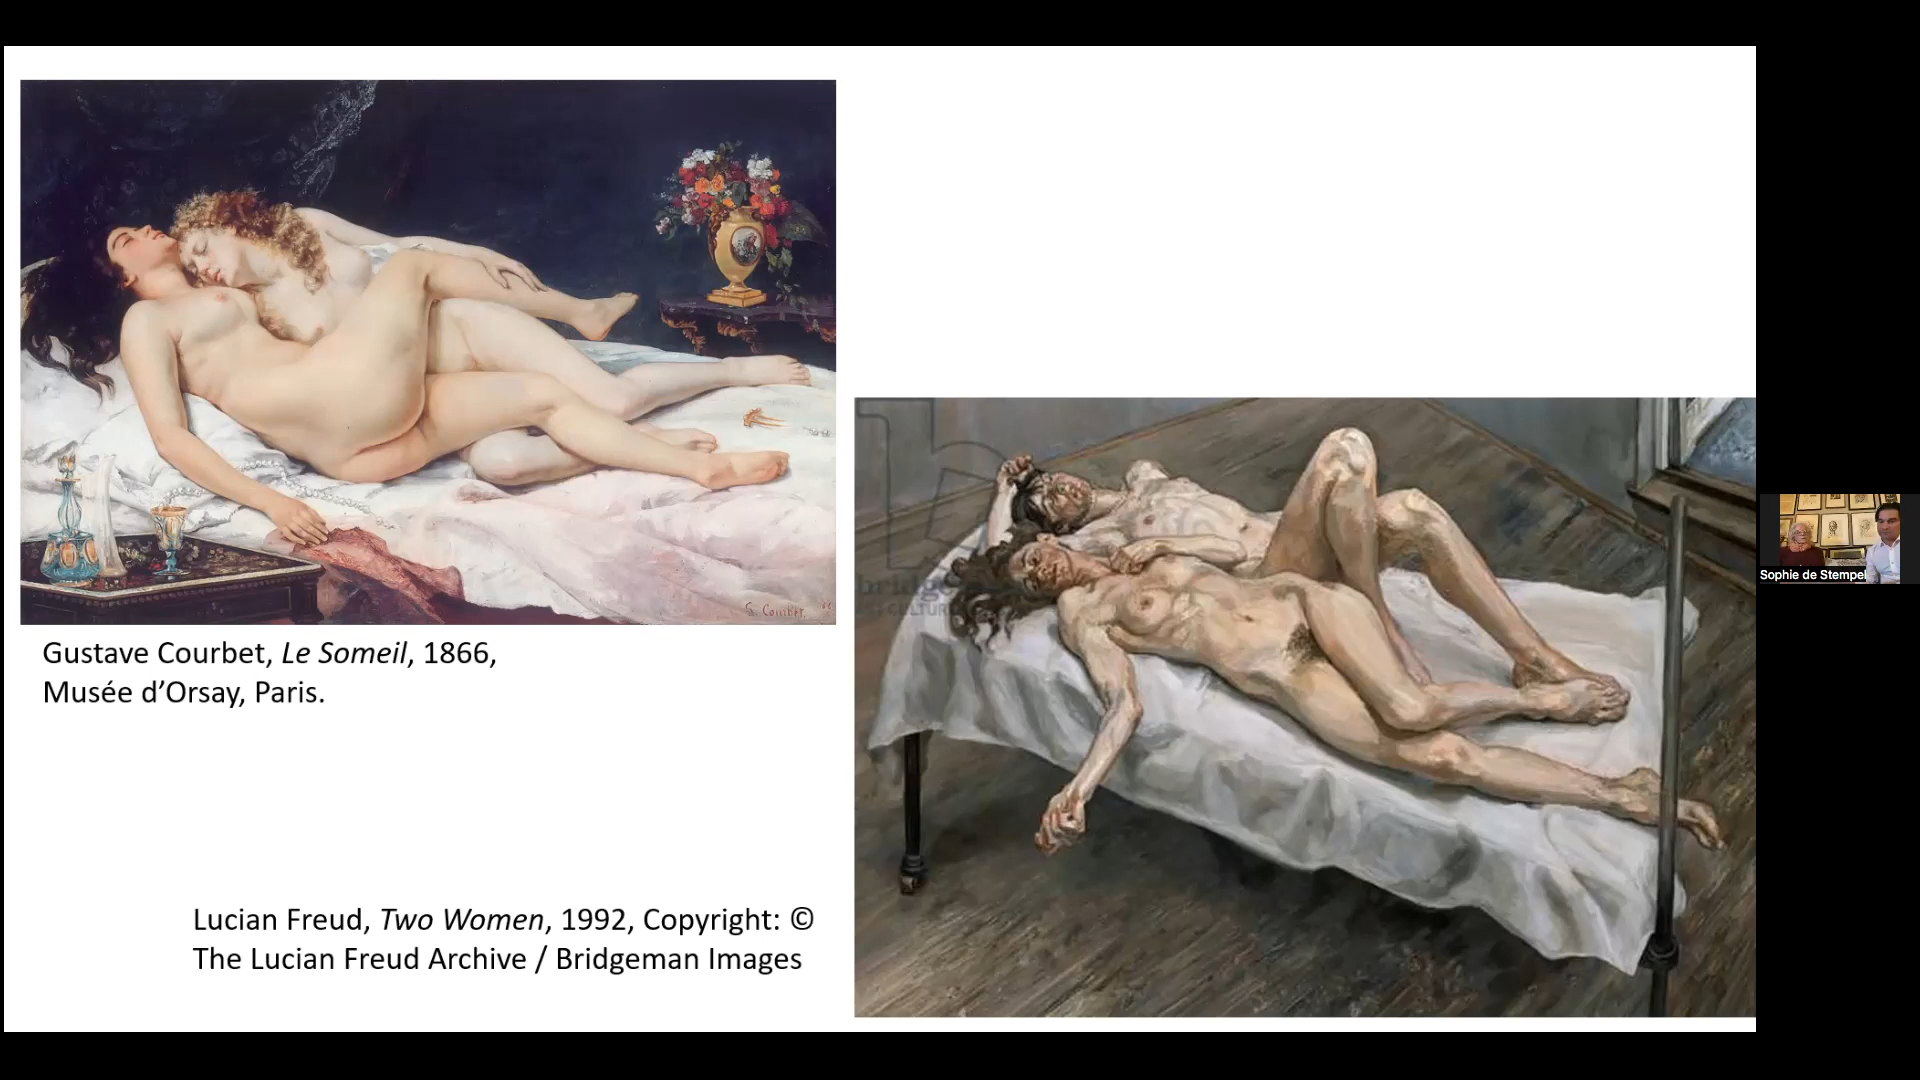 G. Courbet.
Gustave Courbet, Le Someil, 1866,
Musée d’Orsay, Paris.
Lucian Freud, Two Women, 1992, Copyright: ©
The Lucian Freud Archive / Bridgeman Images
Sophie de Stempel